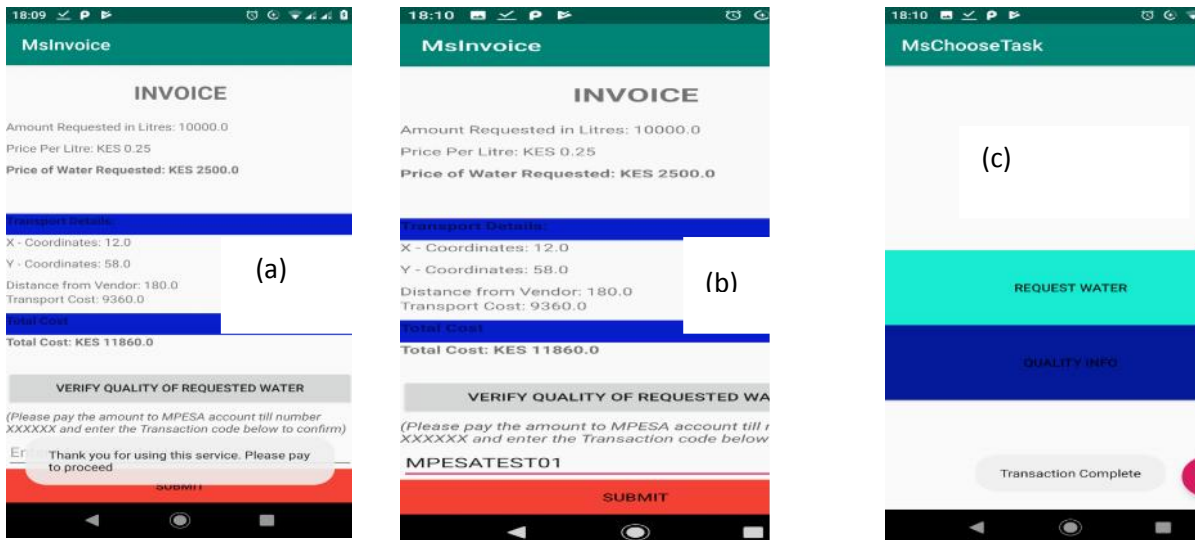 18:09
MsInvoice
INVOICE
Amount Requested in Litres: 10000.0
Price Per Litre: KES 0.25
Price of Water Requested: KES 2500.0
Transport Details:
X - Coordinates: 12.0
Y - Coordinates: 58.0
(a)
Distance from Vendor: 180.0
Transport Cost: 9360.0
Total Cost
Total Cost: KES 11860.0
VERIFY QUALITY OF REQUESTED WATER
(Please pay the amount to MPESA account till number
XXXXXX and enter the Transaction code below to confirm)
Thank you for using this service. Please pay
to proceed
SUBMIT
18:10
MsInvoice
INVOICE
Amount Requested in Litres: 10000.0
Price Per Litre: KES 0.25
Price of Water Requested: KES 2500.0
Transport Details:
X - Coordinates: 12.0
Y - Coordinates: 58.0
(b)
Distance from Vendor: 180.0
Transport Cost: 9360.0
Total Cost
Total Cost: KES 11860.0
VERIFY QUALITY OF REQUESTED WA
(Please pay the amount to MPESA account till
XXXXXX and enter the Transaction code below
MPESATEST01
SUBMIT
18:10
MsChooseTask
(c)
REQUEST WATER
QUALITY INFO
Transaction Complete